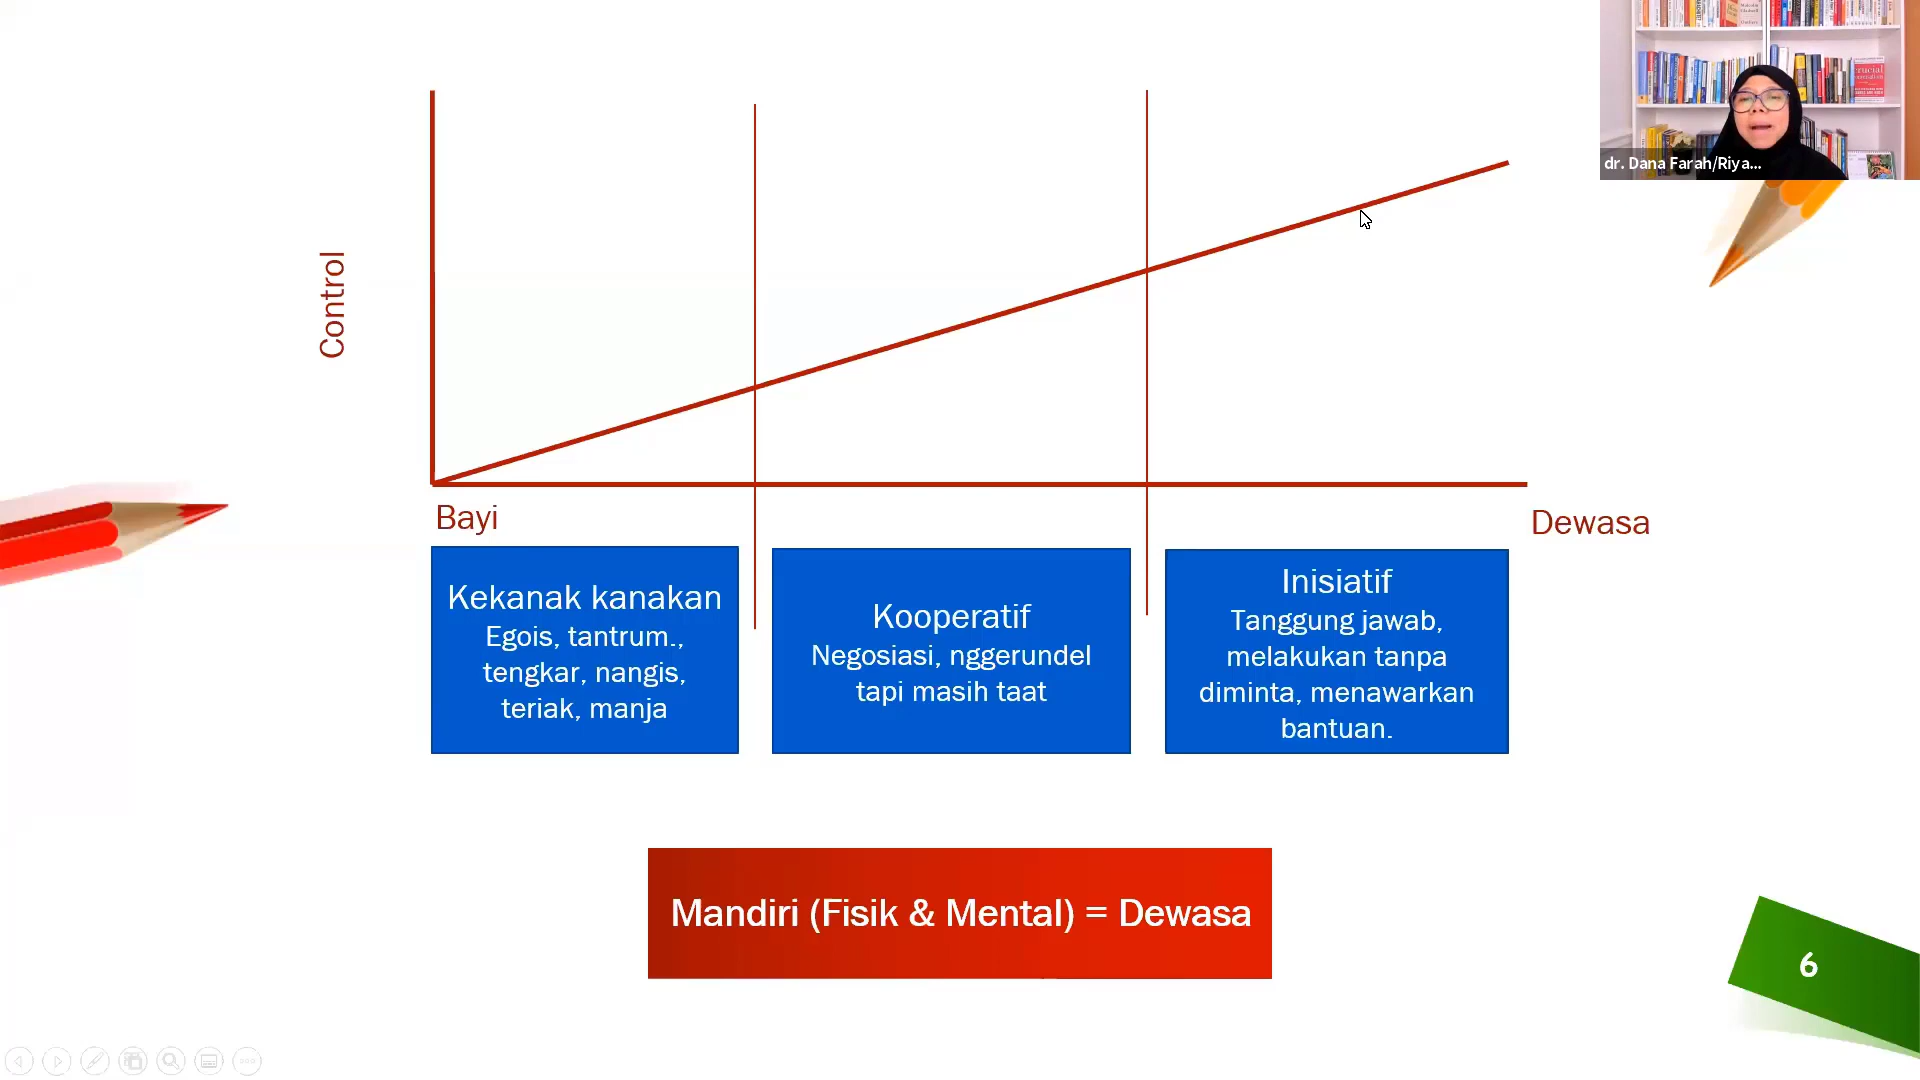 dr. Dana Farah/Riya...
Control
Bayi
Dewasa
Kekanak kanakan
Egois, tantrum.,
tengkar, nangis,
teriak, manja
Kooperatif
Negosiasi, nggerundel
tapi masih taat
Inisiatif
Tanggung jawab,
melakukan tanpa
diminta, menawarkan
bantuan.
Mandiri (Fisik & Mental) = Dewasa
6